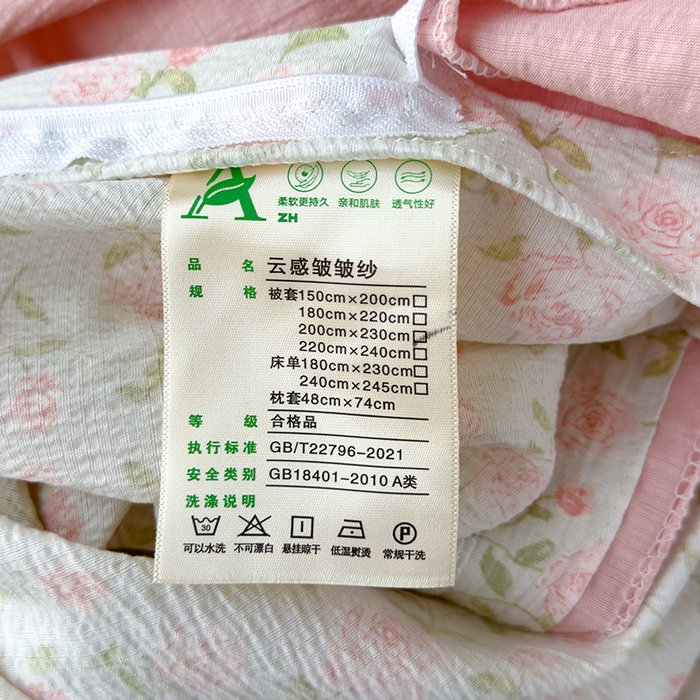 A
ZH
柔软更持久 亲和肌肤 透气性好
品 名 云感皱皱纱
规 格 被套150cm×200cm□
180cm×220cm□
200cm×230cm□
220cm×240cm□
床单180cm×230cm□
240cm×245cm□
枕套48cm×74cm
等 级 合格品
执行标准 GB/T22796-2021
安全类别 GB18401-2010 A类
洗涤说明
30 P
可以水洗 不可漂白 悬挂晾干 低温熨烫 常规干洗